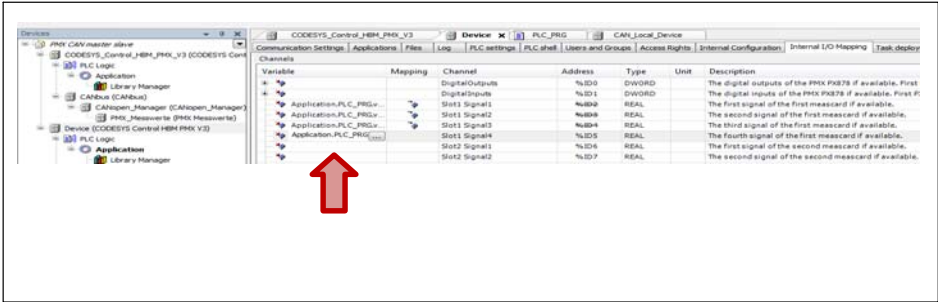 Devices
CODESYS_Control_HBM_PMX_V3 Device PLC_PRG CAN_Local_Device
PMX CAN master slave
Communication Settings Applications Files Log PLC settings PLC shell Users and Groups Access Rights Internal Configuration Internal I/O Mapping Task deploy
CODESYS_Control_HBM_PMX_V3 (CODESYS Cont
Channels
PLC Logic
Application
Library Manager
CANbus (CANbus)
CANopen_Manager (CANopen_Manager)
PMX_Messwerte (PMX Messwerte)
Device (CODESYS Control HBM PMX V3)
PLC Logic
Application
Library Manager
Variable Mapping Channel Address Type Unit Description
DigitalOutputs %ID0 DWORD The digital outputs of the PMX PX878 if available. First
DigitalInputs %ID1 DWORD The digital inputs of the PMX PX878 if available. First
Application.PLC_PRG.v... Slot1 Signal1 %ID2 REAL The first signal of the first meascard if available.
Application.PLC_PRG.v... Slot1 Signal2 %ID3 REAL The second signal of the first meascard if available.
Application.PLC_PRG.v... Slot1 Signal3 %ID4 REAL The third signal of the first meascard if available.
Application.PLC_PRG ... Slot1 Signal4 %ID5 REAL The fourth signal of the first meascard if available.
Slot2 Signal1 %ID6 REAL The first signal of the second meascard if available.
Slot2 Signal2 %ID7 REAL The second signal of the second meascard if available.